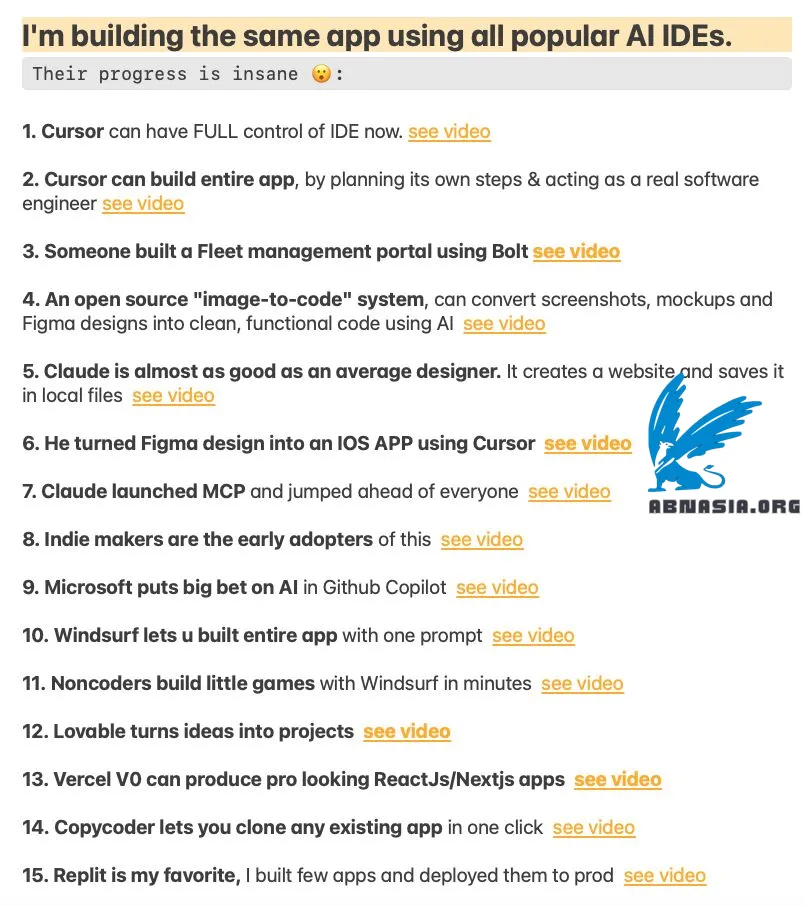 I'm building the same app using all popular AI IDEs.
Their progress is insane 😮:
1. Cursor can have FULL control of IDE now. see video
2. Cursor can build entire app, by planning its own steps & acting as a real software
engineer see video
3. Someone built a Fleet management portal using Bolt see video
4. An open source "image-to-code" system, can convert screenshots, mockups and
Figma designs into clean, functional code using AI see video
5. Claude is almost as good as an average designer. It creates a website and saves it
in local files see video
6. He turned Figma design into an IOS APP using Cursor see video
7. Claude launched MCP and jumped ahead of everyone see video
ABNASIA.ORG
8. Indie makers are the early adopters of this see video
9. Microsoft puts big bet on AI in Github Copilot see video
10. Windsurf lets u built entire app with one prompt see video
11. Noncoders build little games with Windsurf in minutes see video
12. Lovable turns ideas into projects see video
13. Vercel V0 can produce pro looking ReactJs/Nextjs apps see video
14. Copycoder lets you clone any existing app in one click see video
15. Replit is my favorite, I built few apps and deployed them to prod see video